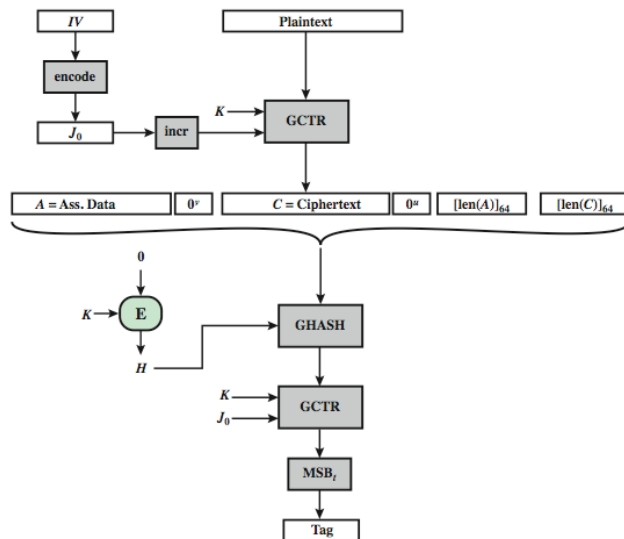 IV
Plaintext
encode
K
GCTR
J₀
incr
A = Ass. Data
0ᵛ
C = Ciphertext
0ᵘ
[len(A)]₆₄
[len(C)]₆₄
0
K
E
GHASH
H
K
GCTR
J₀
MSBₜ
Tag